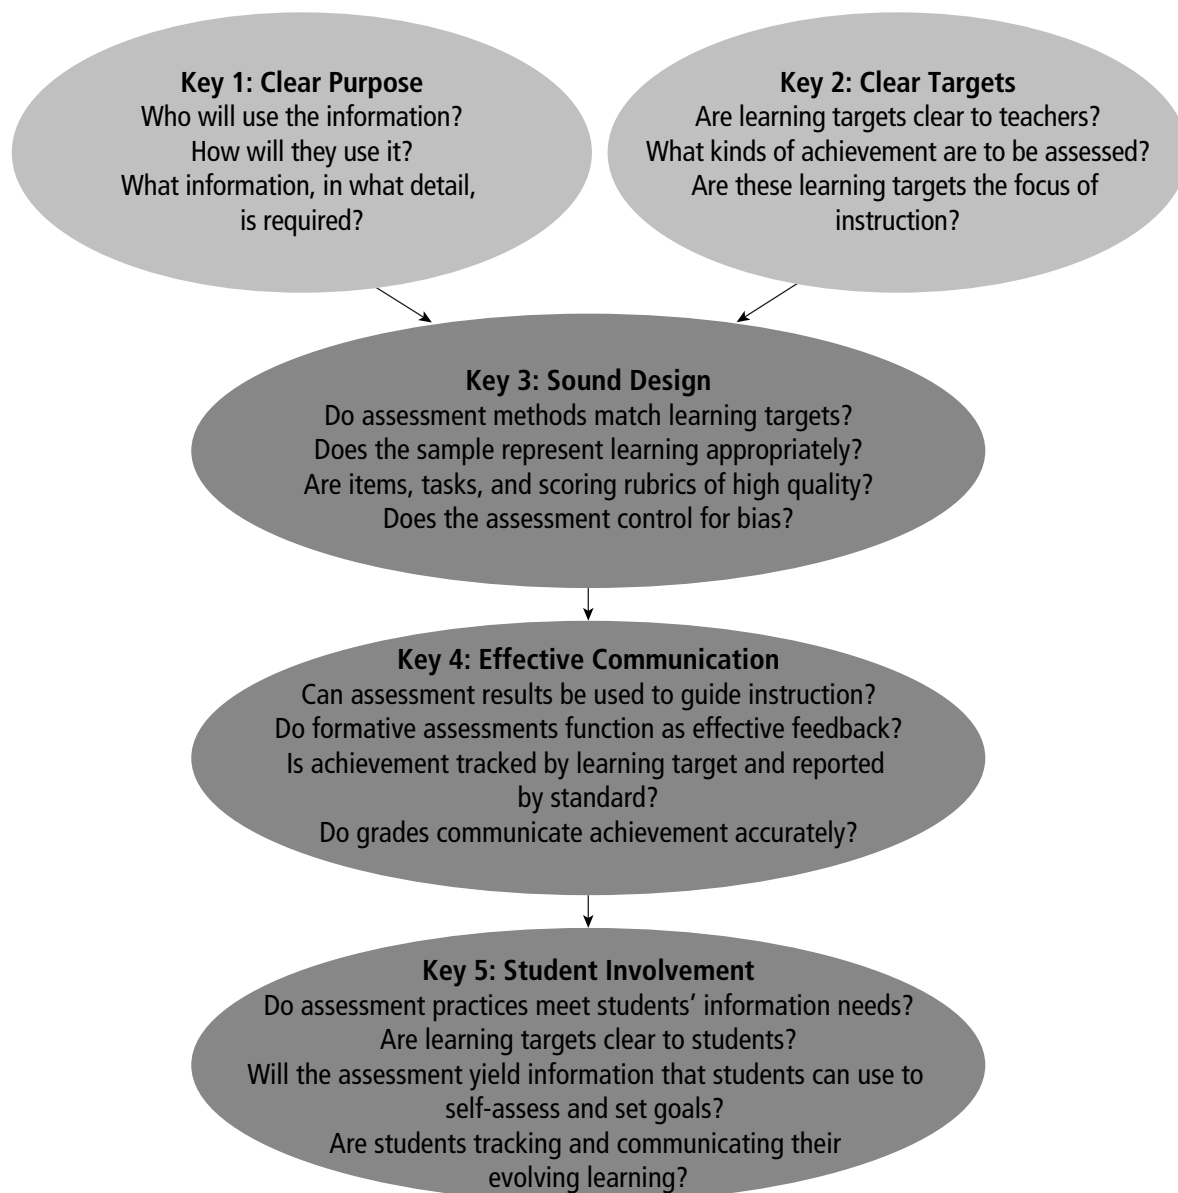 Key 1: Clear Purpose
Who will use the information?
How will they use it?
What information, in what detail,
is required?
Key 2: Clear Targets
Are learning targets clear to teachers?
What kinds of achievement are to be assessed?
Are these learning targets the focus of
instruction?
Key 3: Sound Design
Do assessment methods match learning targets?
Does the sample represent learning appropriately?
Are items, tasks, and scoring rubrics of high quality?
Does the assessment control for bias?
Key 4: Effective Communication
Can assessment results be used to guide instruction?
Do formative assessments function as effective feedback?
Is achievement tracked by learning target and reported
by standard?
Do grades communicate achievement accurately?
Key 5: Student Involvement
Do assessment practices meet students’ information needs?
Are learning targets clear to students?
Will the assessment yield information that students can use to
self-assess and set goals?
Are students tracking and communicating their
evolving learning?